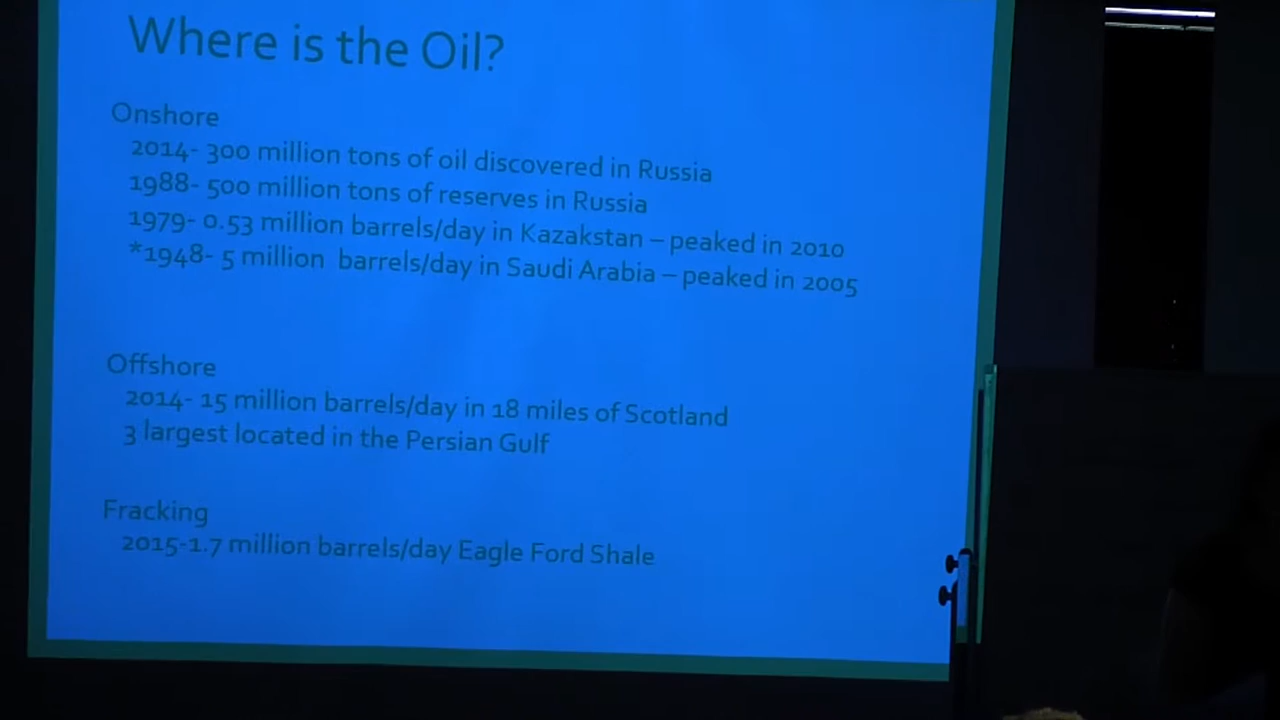 Where is the Oil?
Onshore
2014- 300 million tons of oil discovered in Russia
1988- 500 million tons of reserves in Russia
1979- 0.53 million barrels/day in Kazakstan – peaked in 2010
*1948- 5 million barrels/day in Saudi Arabia – peaked in 2005
Offshore
2014- 15 million barrels/day in 18 miles of Scotland
3 largest located in the Persian Gulf
Fracking
2015-1.7 million barrels/day Eagle Ford Shale